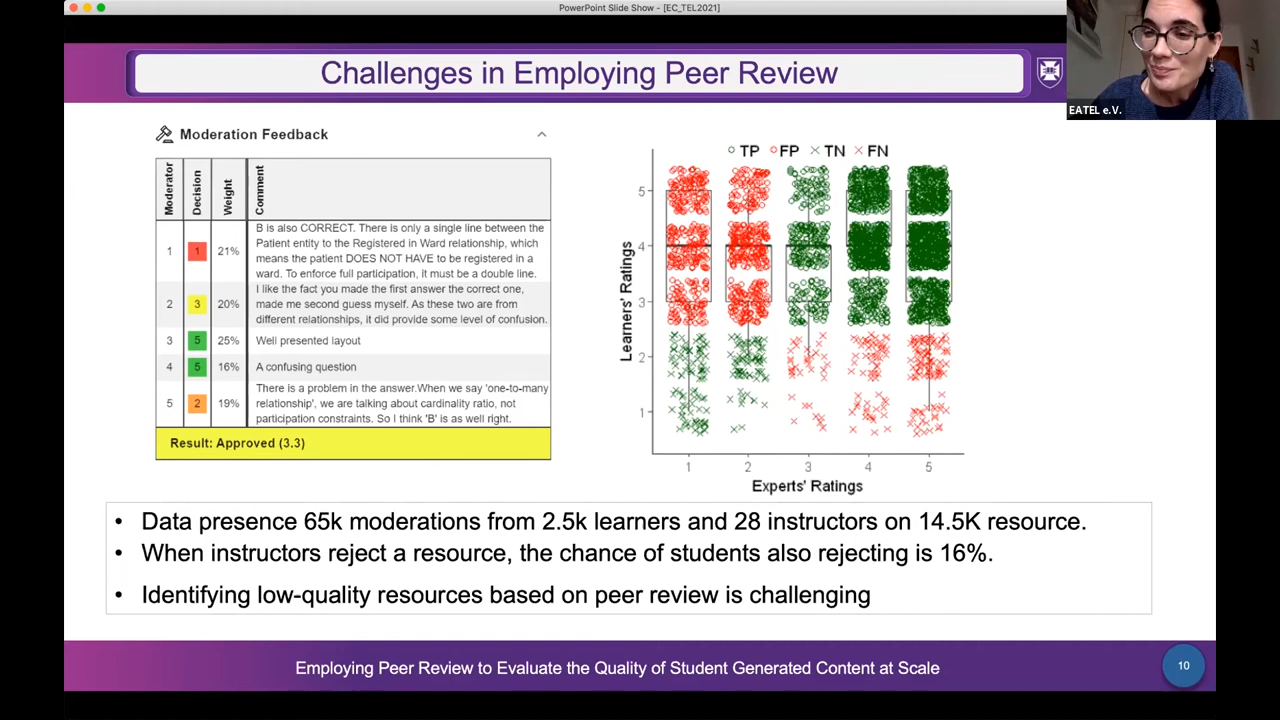 PowerPoint Slide Show - [EC_TEL2021]
Challenges in Employing Peer Review
EATEL e.V.
Moderation Feedback
Moderator Decision Weight Comment
1 1 21% B is also CORRECT. There is only a single line between the
Patient entity to the Registered in Ward relationship, which
means the patient DOES NOT HAVE to be registered in a
ward. To enforce full participation, it must be a double line.
2 3 20% I like the fact you made the first answer the correct one,
made me second guess myself. As these two are from
different relationships, it did provide some level of confusion.
3 5 25% Well presented layout
4 5 16% A confusing question
5 2 19% There is a problem in the answer.When we say 'one-to-many
relationship', we are talking about cardinality ratio, not
participation constraints. So I think 'B' is as well right.
Result: Approved (3.3)
TP FP TN FN
Learners' Ratings
5
4
3
2
1
1 2 3 4 5
Experts' Ratings
• Data presence 65k moderations from 2.5k learners and 28 instructors on 14.5K resource.
• When instructors reject a resource, the chance of students also rejecting is 16%.
• Identifying low-quality resources based on peer review is challenging
Employing Peer Review to Evaluate the Quality of Student Generated Content at Scale
10